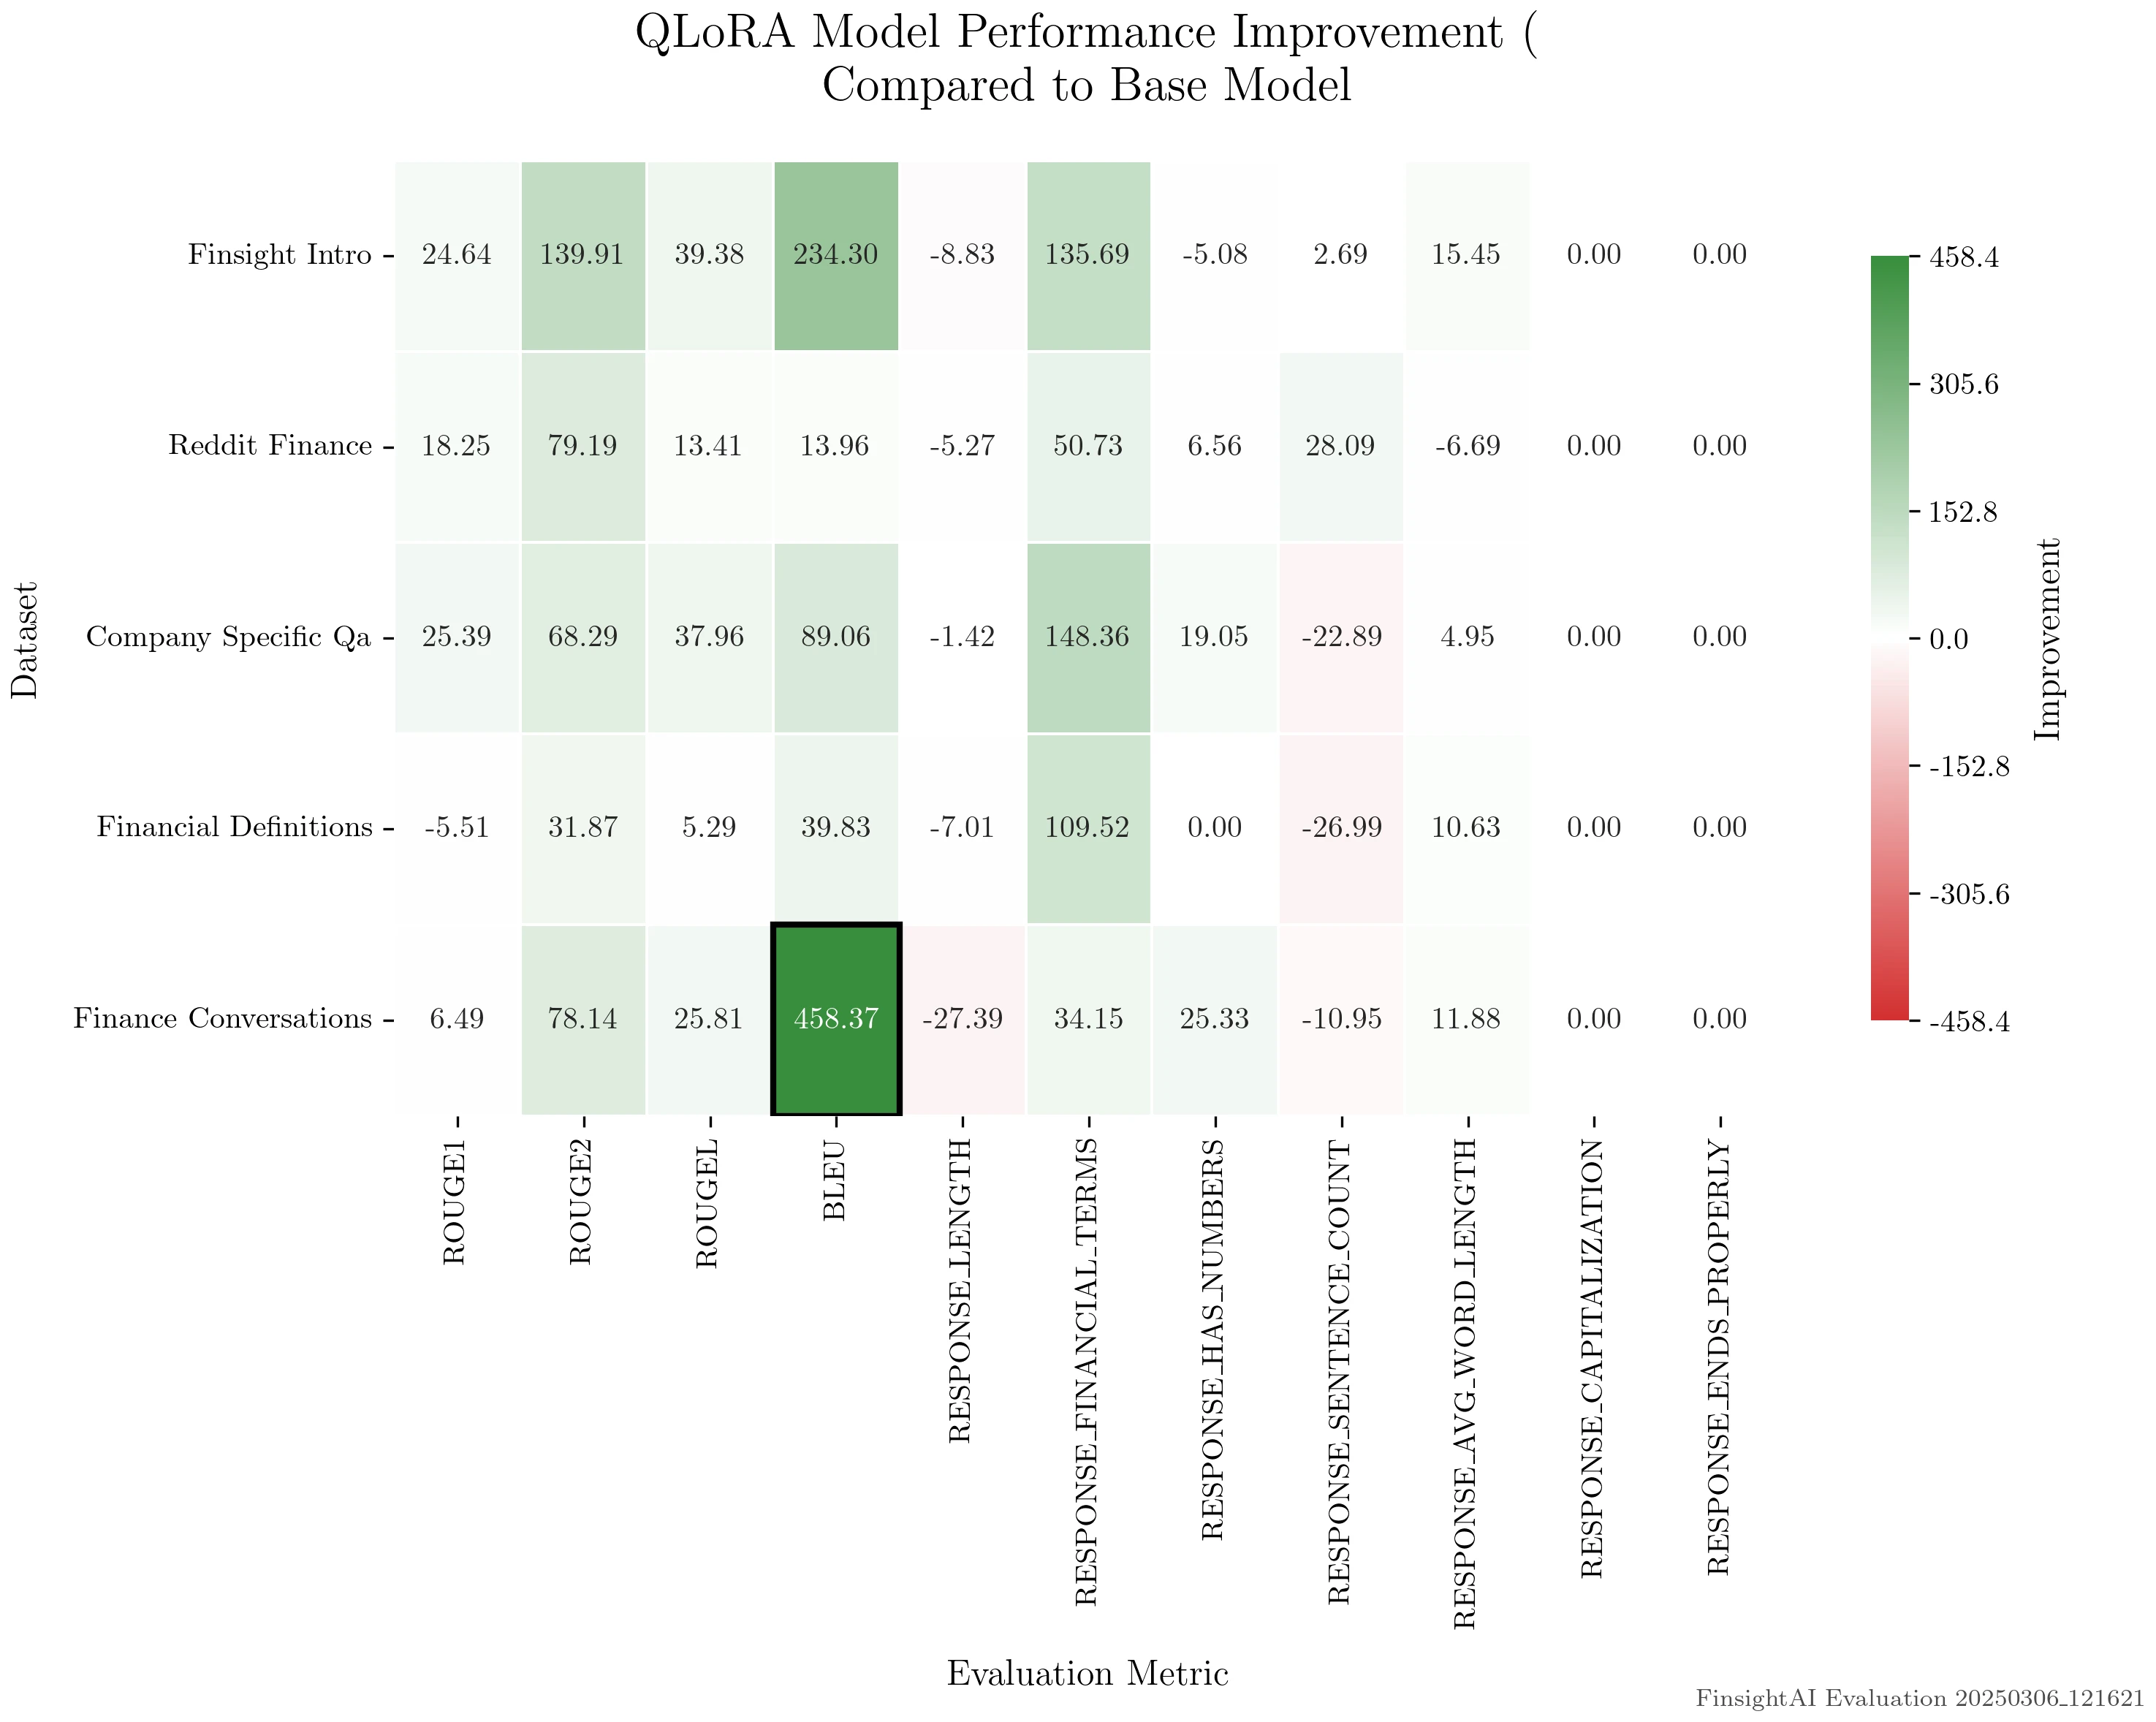 QLoRA Model Performance Improvement (
Compared to Base Model
Dataset
Finsight Intro 24.64 139.91 39.38 234.30 -8.83 135.69 -5.08 2.69 15.45 0.00 0.00
Reddit Finance 18.25 79.19 13.41 13.96 -5.27 50.73 6.56 28.09 -6.69 0.00 0.00
Company Specific Qa 25.39 68.29 37.96 89.06 -1.42 148.36 19.05 -22.89 4.95 0.00 0.00
Financial Definitions -5.51 31.87 5.29 39.83 -7.01 109.52 0.00 -26.99 10.63 0.00 0.00
Finance Conversations 6.49 78.14 25.81 458.37 -27.39 34.15 25.33 -10.95 11.88 0.00 0.00
ROUGE1
ROUGE2
ROUGEL
BLEU
RESPONSE_LENGTH
RESPONSE_FINANCIAL_TERMS
RESPONSE_HAS_NUMBERS
RESPONSE_SENTENCE_COUNT
RESPONSE_AVG_WORD_LENGTH
RESPONSE_CAPITALIZATION
RESPONSE_ENDS_PROPERLY
Evaluation Metric
458.4
305.6
152.8
0.0
-152.8
-305.6
-458.4
Improvement
FinsightAI Evaluation 20250306_121621